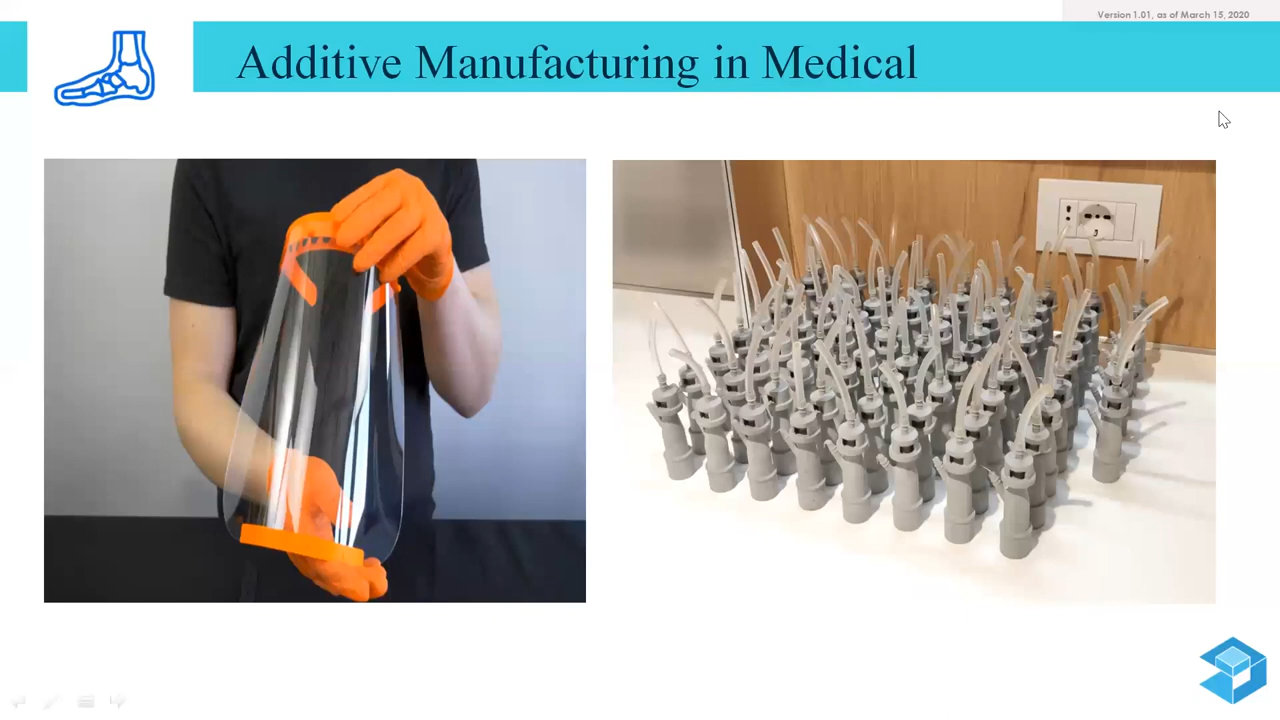 Version 1.01, as of March 15, 2020
Additive Manufacturing in Medical